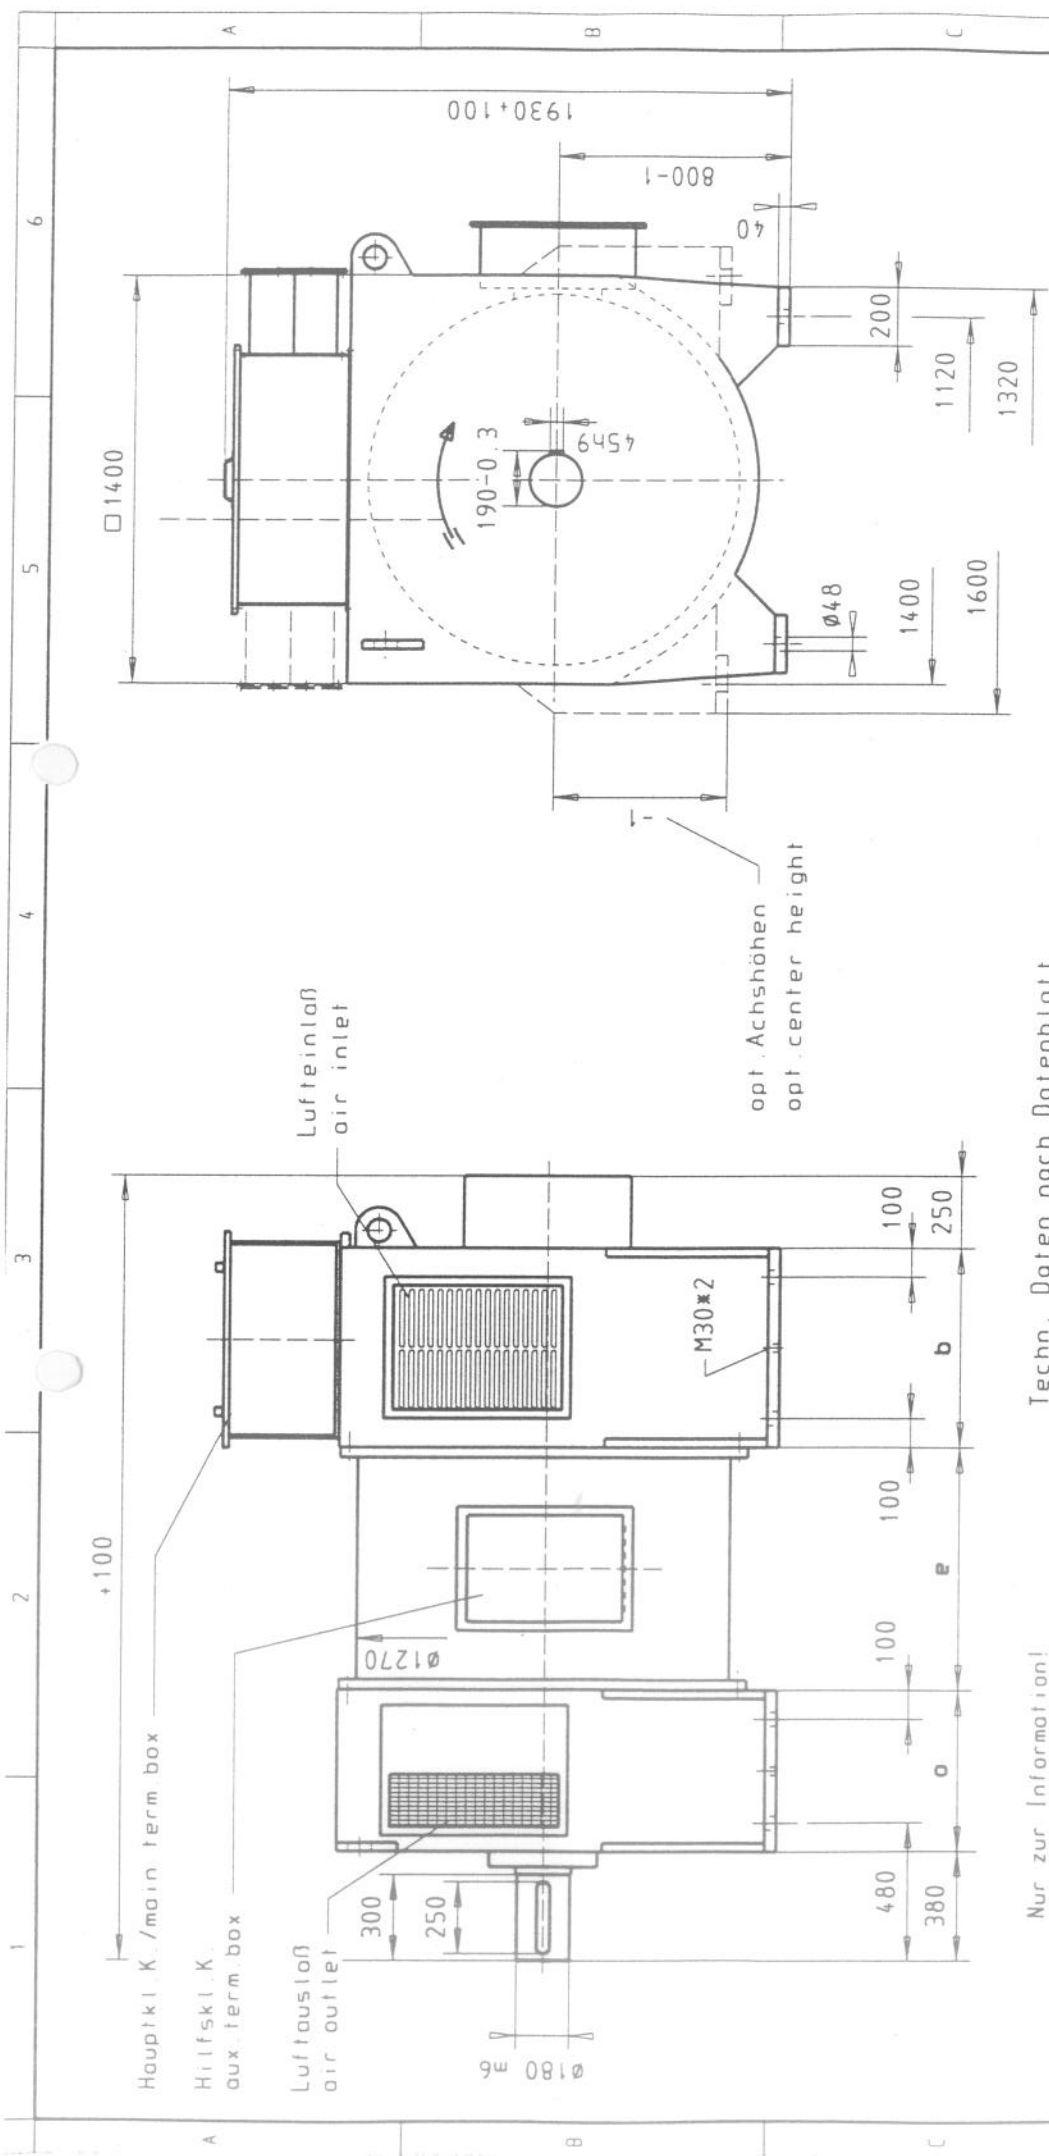 1
2
3
4
5
6
A
B
C
A
B
C
+100
Hauptkl.K./main term.box
Hilfskl.K.
aux.term.box
Luftauslaß
air outlet
Lufteinlaß
air inlet
300
250
Ø180 m6
Ø1270
M30*2
480
100
100
100
380
a
e
b
250
Nur zur Information!
Techn. Daten nach Datenblatt
□1400
1930+100
800-1
40
190-0.3
45h9
200
1120
1320
Ø48
1400
1600
-1
opt.Achshöhen
opt.center height